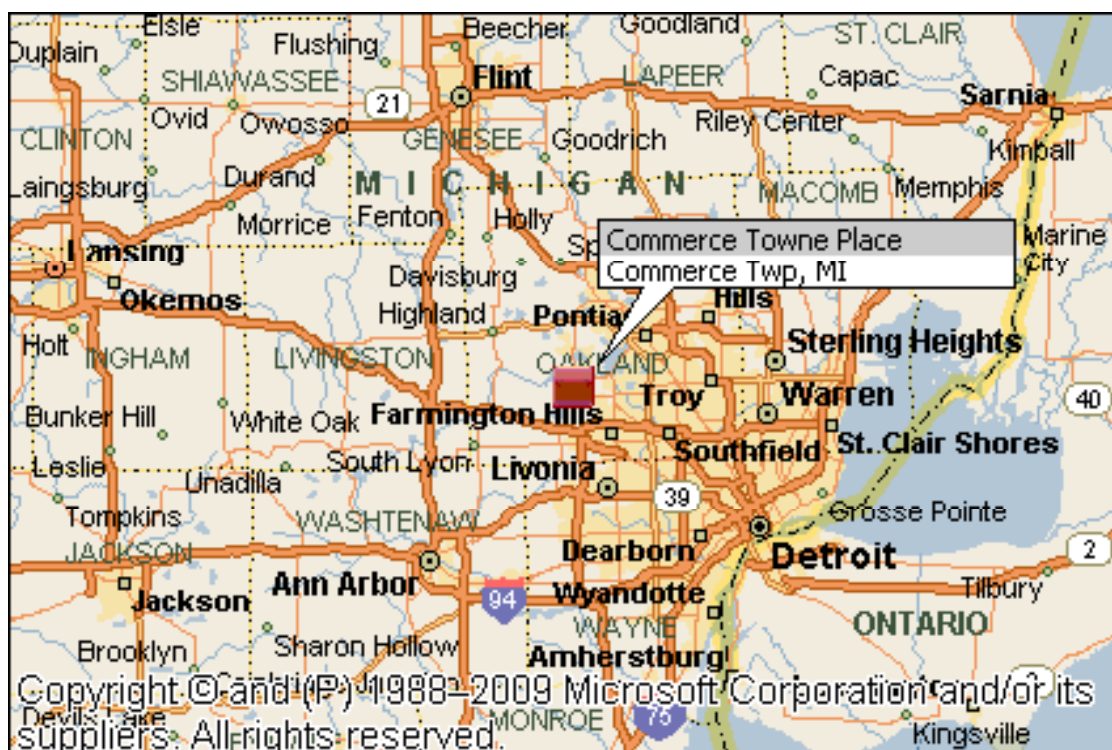 Elsie
Goodland
ST. CLAIR
Duplain
Flushing
Beecher
SHIAWASSEE
Flint
LAPEER
Capac
21
Sarnia
Ovid
Owosso
CLINTON
GENESEE
Goodrich
Riley Center
Kimball
Laingsburg
Durand
MICHIGAN
MACOMB
Memphis
Morrice
Fenton
Holly
Commerce Towne Place
Commerce Twp, MI
Marine
City
Lansing
Davisburg
Okemos
Highland
Pontiac
Hills
Holt
INGHAM
LIVINGSTON
OAKLAND
Sterling Heights
Troy
Warren
40
Bunker Hill
White Oak
Farmington Hills
Leslie
South Lyon
Southfield
St. Clair Shores
Unadilla
Livonia
39
Tompkins
WASHTENAW
Grosse Pointe
JACKSON
Dearborn
Detroit
2
Ann Arbor
Jackson
94
Wyandotte
Tilbury
WAYNE
ONTARIO
Sharon Hollow
Brooklyn
Amherstburg
Copyright © and (P) 1988–2009 Microsoft Corporation and/or its
suppliers. All rights reserved.
Devils Lake
MONROE
75
Kingsville